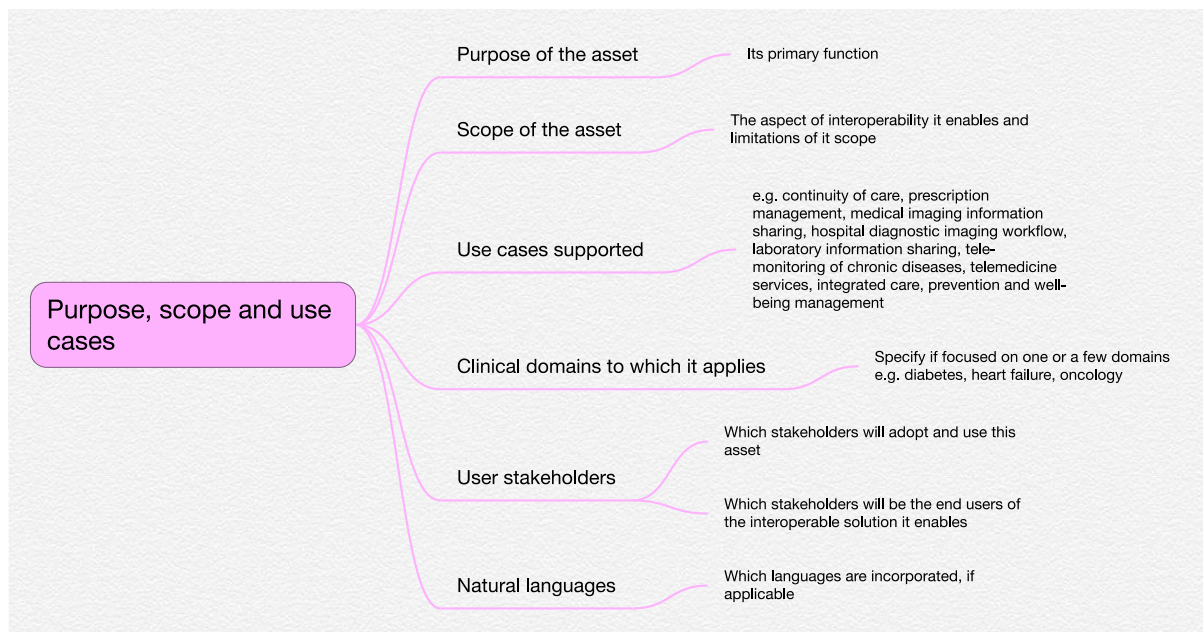 Purpose, scope and use
cases
Purpose of the asset
Its primary function
Scope of the asset
The aspect of interoperability it enables and
limitations of it scope
Use cases supported
e.g. continuity of care, prescription
management, medical imaging information
sharing, hospital diagnostic imaging workflow,
laboratory information sharing, tele-
monitoring of chronic diseases, telemedicine
services, integrated care, prevention and well-
being management
Clinical domains to which it applies
Specify if focused on one or a few domains
e.g. diabetes, heart failure, oncology
User stakeholders
Which stakeholders will adopt and use this
asset
Which stakeholders will be the end users of
the interoperable solution it enables
Natural languages
Which languages are incorporated, if
applicable